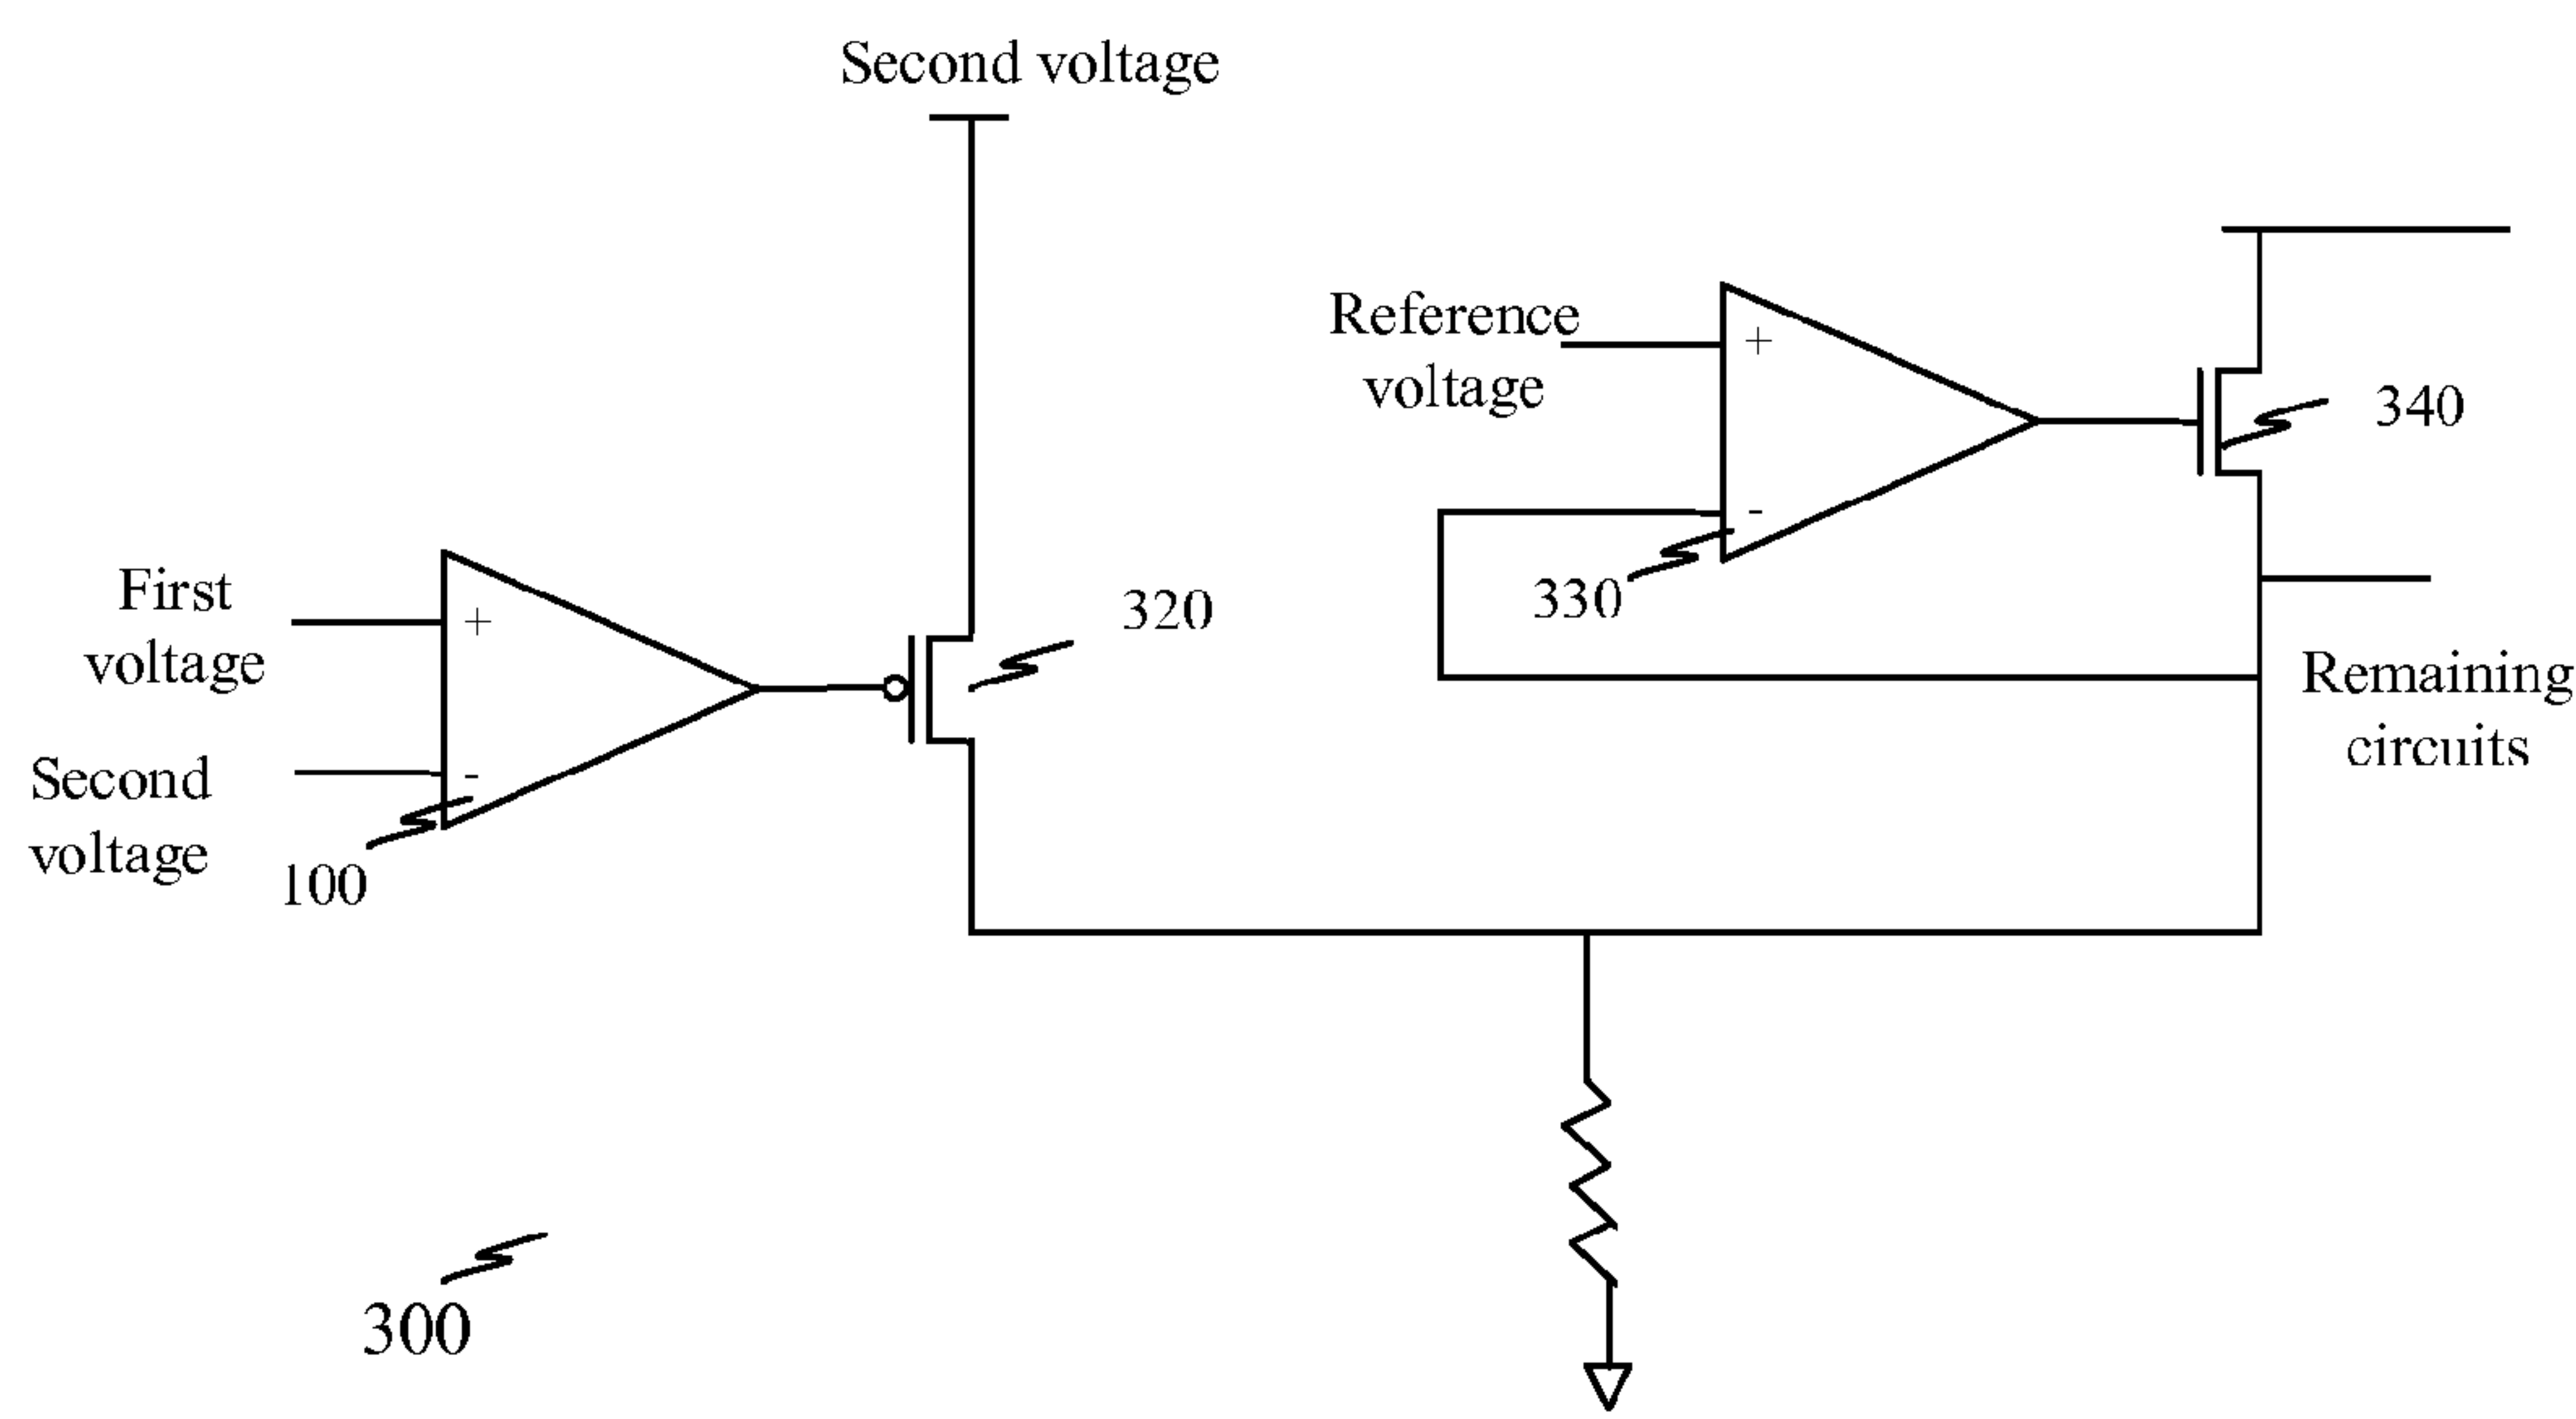 Second voltage
Reference
voltage
+
-
340
330
First
voltage
+
320
Second
voltage
-
100
Remaining
circuits
300